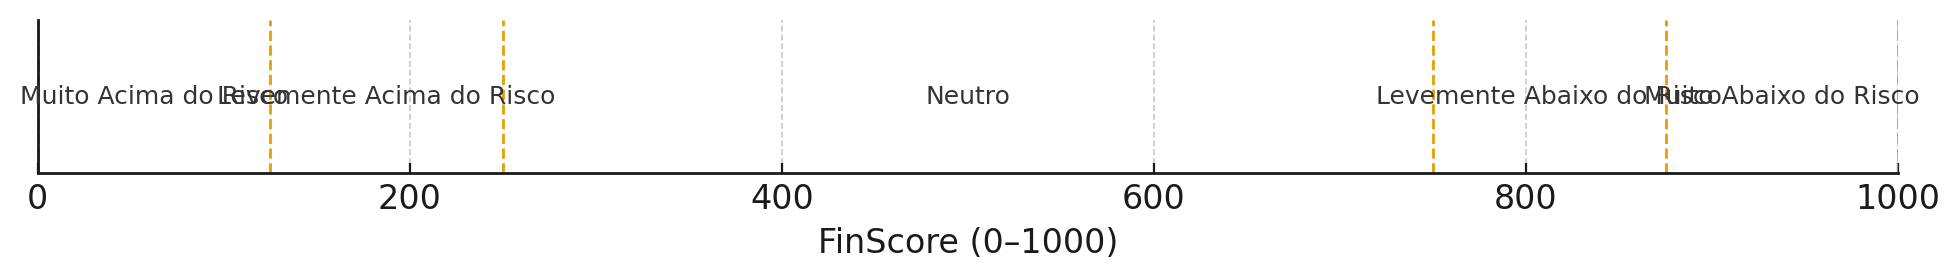 Muito Acima do Risco
Levemente Acima do Risco
Neutro
Levemente Abaixo do Risco
Muito Abaixo do Risco
0 200 400 600 800 1000
FinScore (0–1000)